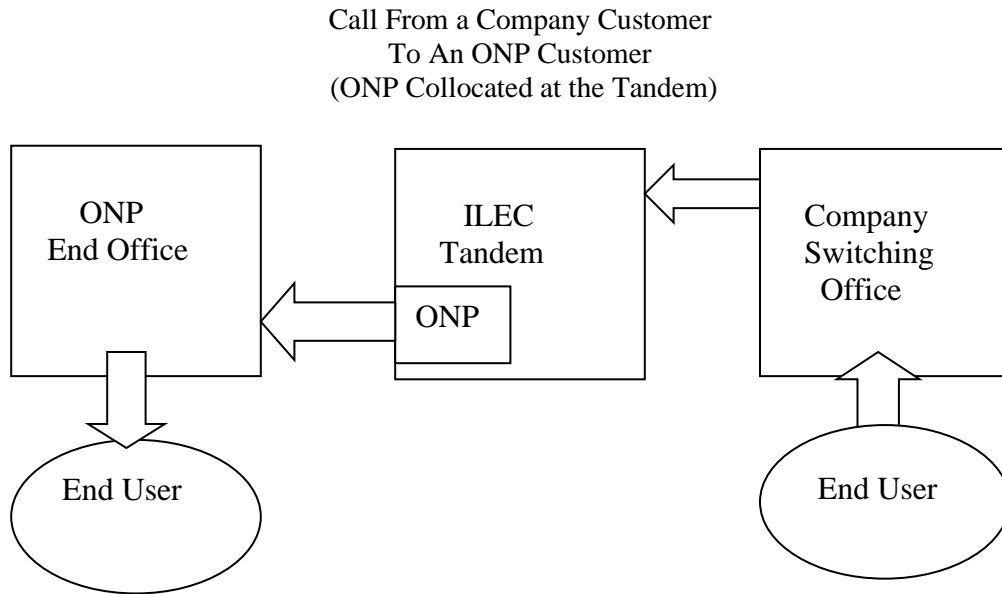 Call From a Company Customer
To An ONP Customer
(ONP Collocated at the Tandem)
ONP
End Office
ILEC
Tandem
ONP
Company
Switching
Office
End User
End User